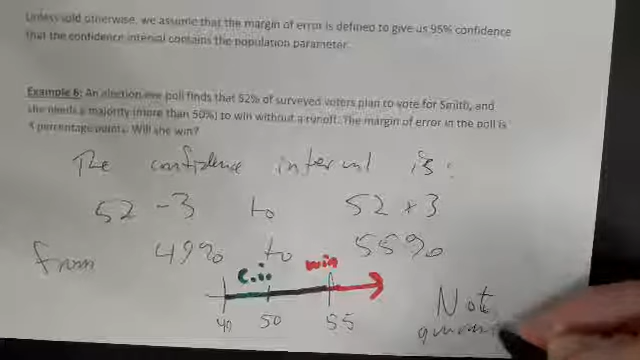 Unless told otherwise, we assume that the margin of error is defined to give us 95% confidence
that the confidence interval contains the population parameter.
Example 6: An election eve poll finds that 52% of surveyed voters plan to vote for Smith, and
she needs a majority (more than 50%) to win without a runoff. The margin of error in the poll is
percentage points. Will she win?
The confidence interval is:
52 - 3 to 52 + 3
from 49% to 55%
C.i. win
50 55
Not